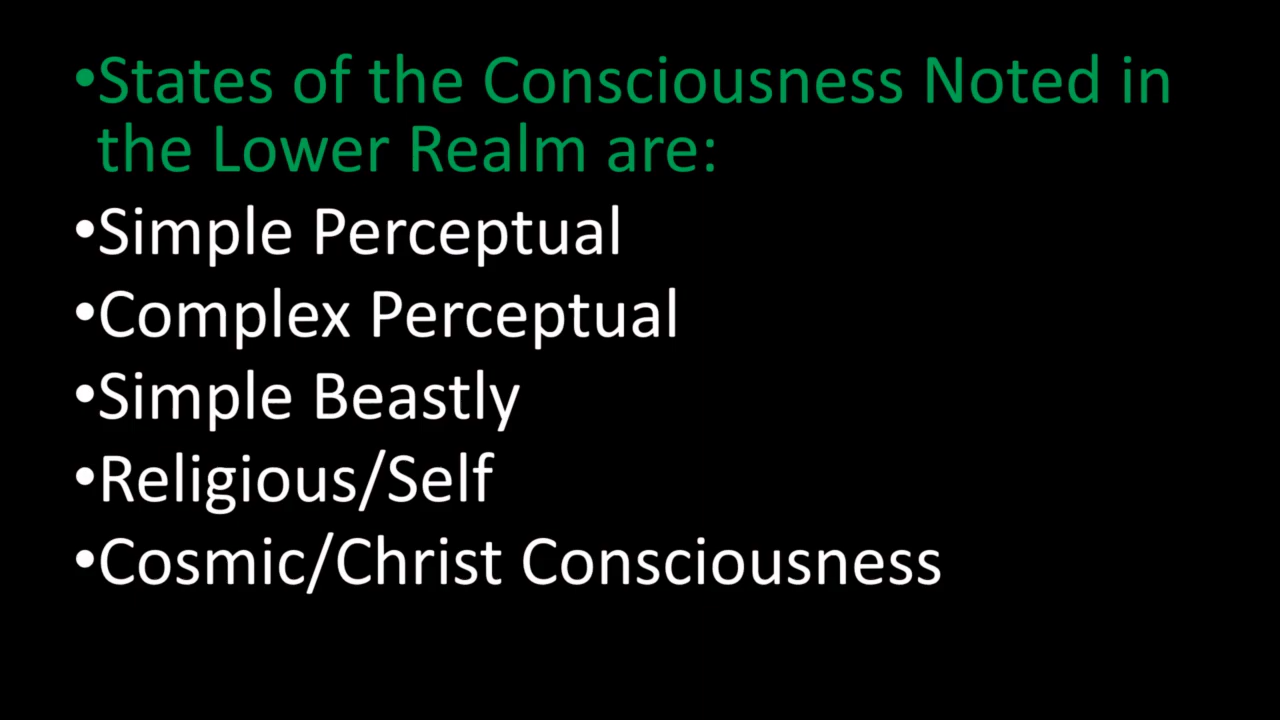 •States of the Consciousness Noted in
the Lower Realm are:
•Simple Perceptual
•Complex Perceptual
•Simple Beastly
•Religious/Self
•Cosmic/Christ Consciousness